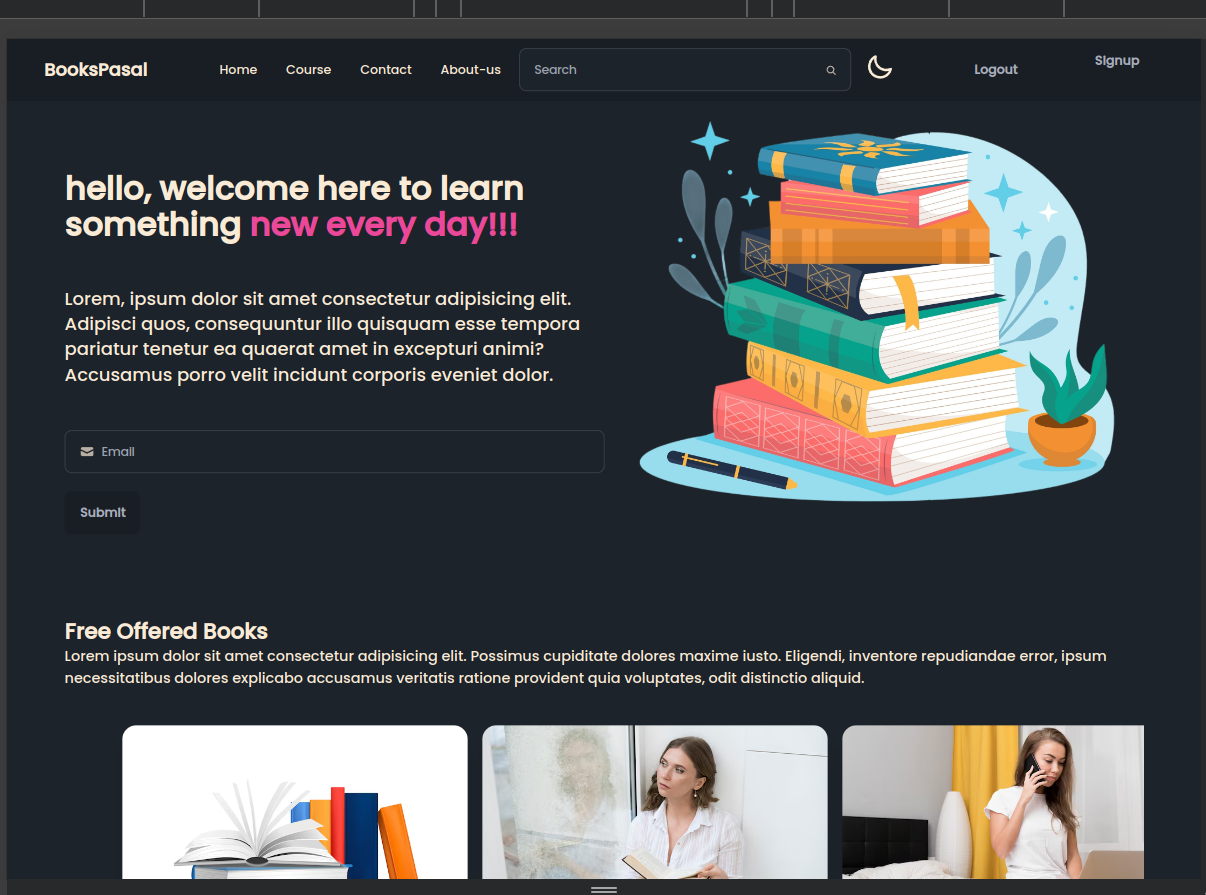 BooksPasal
Home Course Contact About-us
Search
Logout
Signup
hello, welcome here to learn
something new every day!!!
Lorem, ipsum dolor sit amet consectetur adipisicing elit.
Adipisci quos, consequuntur illo quisquam esse tempora
pariatur tenetur ea quaerat amet in excepturi animi?
Accusamus porro velit incidunt corporis eveniet dolor.
Email
Submit
Free Offered Books
Lorem ipsum dolor sit amet consectetur adipisicing elit. Possimus cupiditate dolores maxime iusto. Eligendi, inventore repudiandae error, ipsum
necessitatibus dolores explicabo accusamus veritatis ratione provident quia voluptates, odit distinctio aliquid.